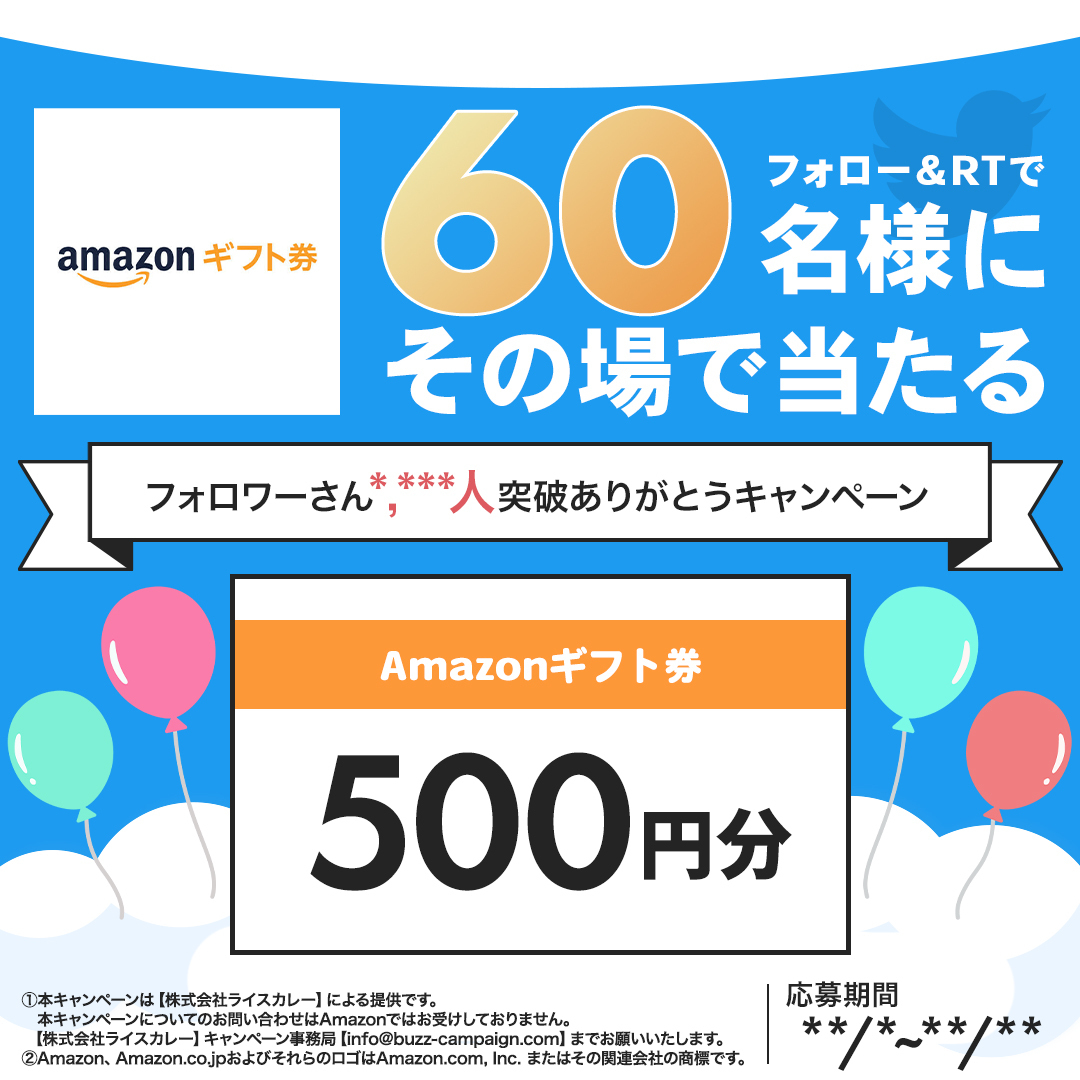 amazon ギフト券
60
フォロー&RTで
名様に
その場で当たる
フォロワーさん*,***人突破ありがとうキャンペーン
Amazonギフト券
500円分
①本キャンペーンは【株式会社ライスカレー】による提供です。
本キャンペーンについてのお問い合わせはAmazonではお受けしておりません。
【株式会社ライスカレー】キャンペーン事務局【info@buzz-campaign.com】までお願いいたします。
②Amazon、Amazon.co.jpおよびそれらのロゴはAmazon.com, Inc. またはその関連会社の商標です。
応募期間
**/*~**/**